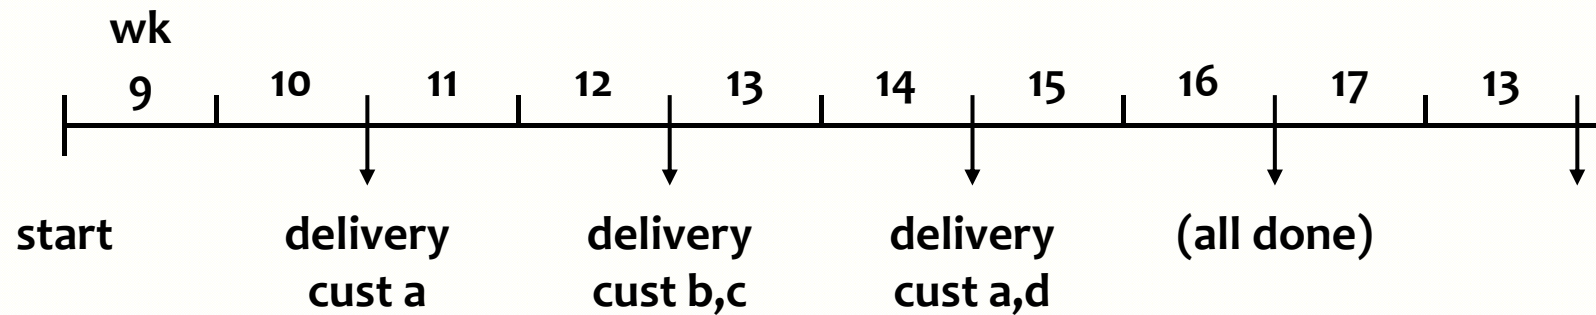 wk
9 10 11 12 13 14 15 16 17 13
start delivery delivery delivery (all done)
cust a cust b,c cust a,d